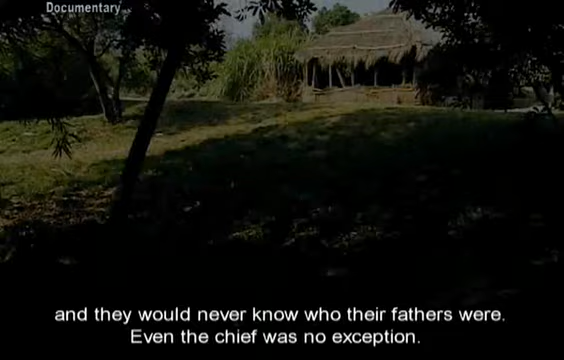 Documentary
and they would never know who their fathers were.
Even the chief was no exception.